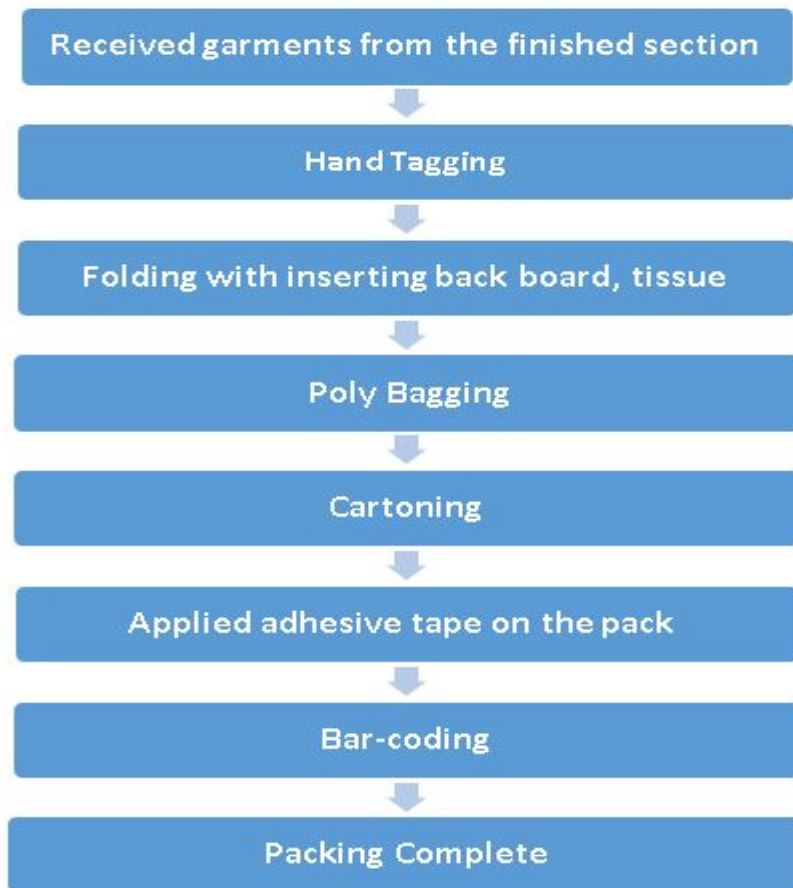 Received garments from the finished section
Hand Tagging
Folding with inserting back board, tissue
Poly Bagging
Cartoning
Applied adhesive tape on the pack
Bar-coding
Packing Complete